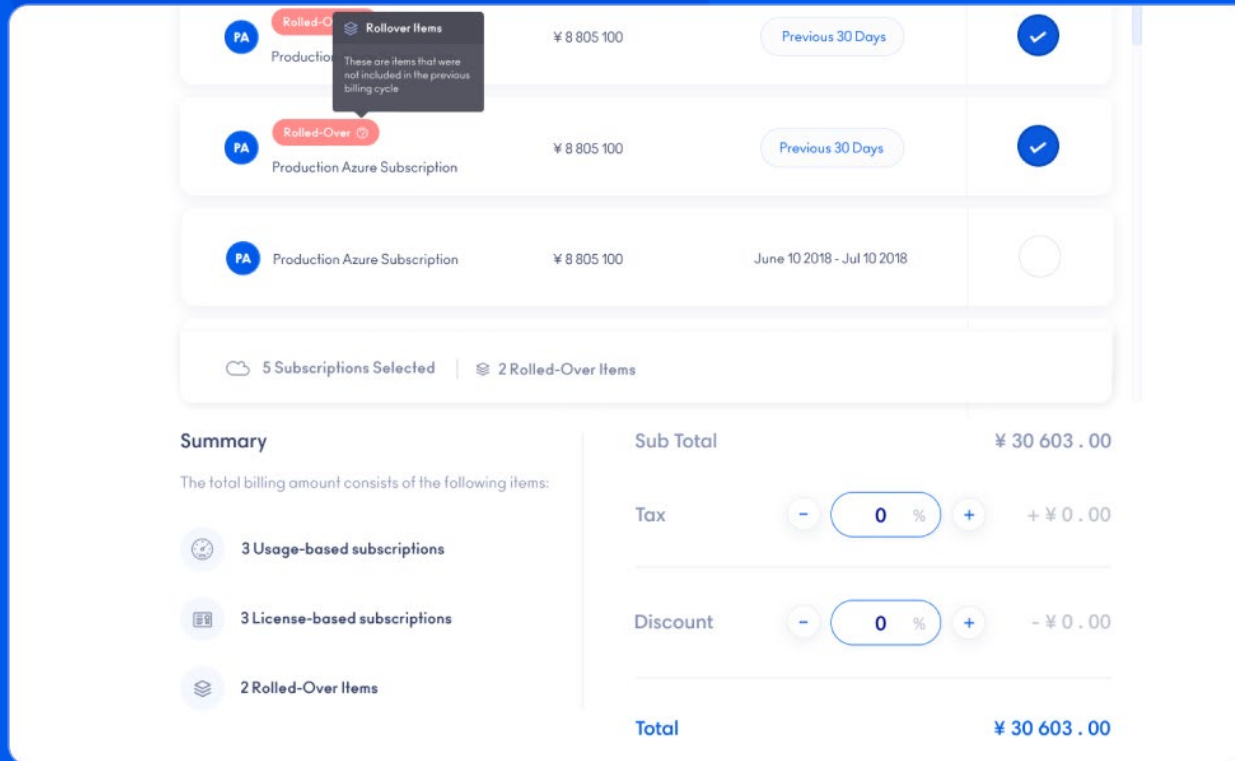 Rolled-O
Rollover Items
PA
Production
These are items that were
not included in the previous
billing cycle
¥ 8 805 100
Previous 30 Days
Rolled-Over
PA
Production Azure Subscription
¥ 8 805 100
Previous 30 Days
PA
Production Azure Subscription
¥ 8 805 100
June 10 2018 - Jul 10 2018
5 Subscriptions Selected
2 Rolled-Over Items
Summary
The total billing amount consists of the following items:
3 Usage-based subscriptions
3 License-based subscriptions
2 Rolled-Over Items
Sub Total
¥ 30 603 . 00
Tax
- 0 % +
+ ¥ 0 . 00
Discount
- 0 % +
- ¥ 0 . 00
Total
¥ 30 603 . 00